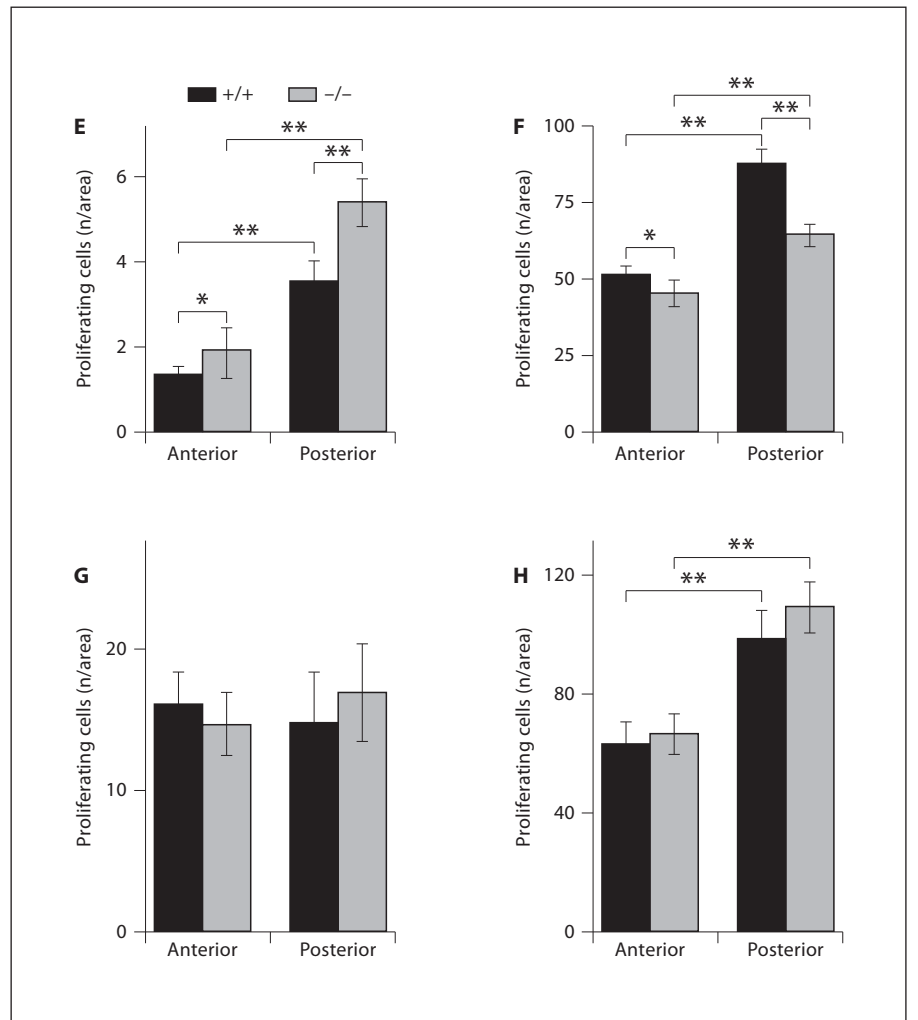 +/+ –/–
E
**
**
**
*
Proliferating cells (n/area)
6
4
2
0
Anterior Posterior
F
**
**
**
*
Proliferating cells (n/area)
100
75
50
25
0
Anterior Posterior
G
Proliferating cells (n/area)
20
10
0
Anterior Posterior
H
**
**
Proliferating cells (n/area)
120
80
40
0
Anterior Posterior